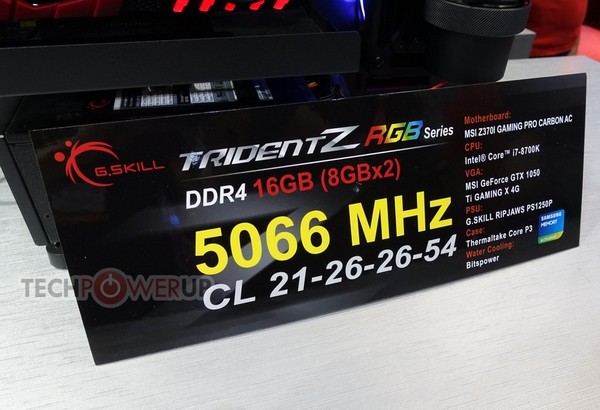 G.SKILL
TRIDENTZ RGB Series
DDR4 16GB (8GBx2)
5066 MHz
CL 21-26-26-54
Motherboard:
MSI Z370I GAMING PRO CARBON AC
CPU:
Intel® Core™ i7-8700K
VGA:
MSI GeForce GTX 1050
Ti GAMING X 4G
PSU:
G.SKILL RIPJAWS PS1250P
Case:
Thermaltake Core P3
Water Cooling:
Bitspower
SAMSUNG
MEMORY
TECHPOWERUP